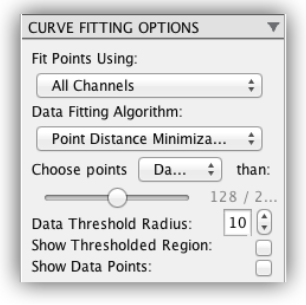 CURVE FITTING OPTIONS
Fit Points Using:
All Channels
Data Fitting Algorithm:
Point Distance Minimiza...
Choose points Da... than:
128 / 2...
Data Threshold Radius: 10
Show Thresholded Region:
Show Data Points: